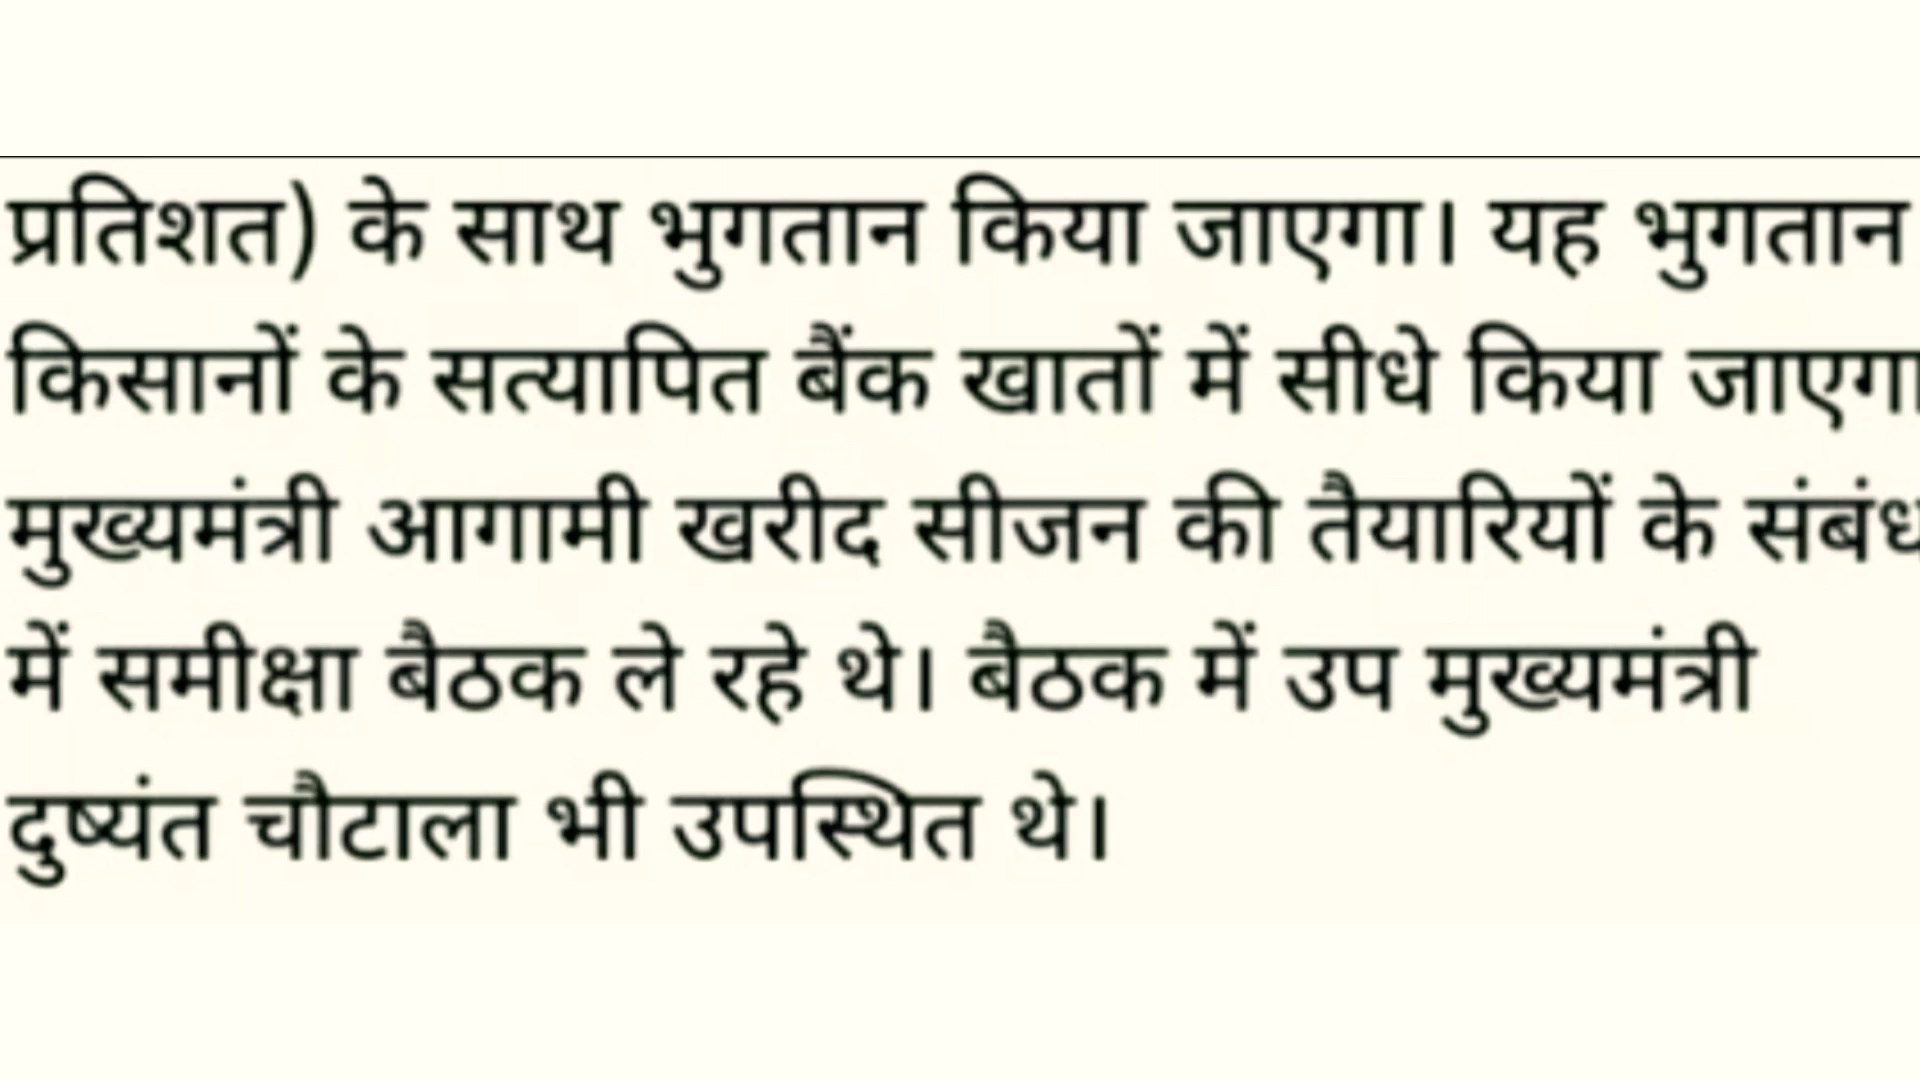 प्रतिशत) के साथ भुगतान किया जाएगा। यह भुगतान
किसानों के सत्यापित बैंक खातों में सीधे किया जाएगा
मुख्यमंत्री आगामी खरीद सीजन की तैयारियों के संबंध
में समीक्षा बैठक ले रहे थे। बैठक में उप मुख्यमंत्री
दुष्यंत चौटाला भी उपस्थित थे।